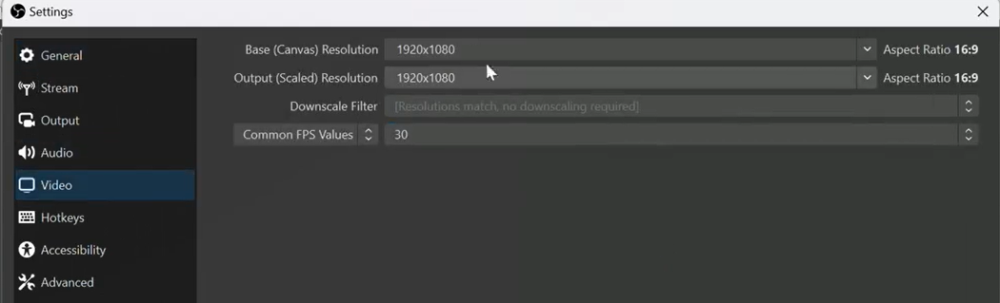 Settings
General
Stream
Output
Audio
Video
Hotkeys
Accessibility
Advanced
Base (Canvas) Resolution 1920x1080 Aspect Ratio 16:9
Output (Scaled) Resolution 1920x1080 Aspect Ratio 16:9
Downscale Filter [Resolutions match, no downscaling required]
Common FPS Values 30